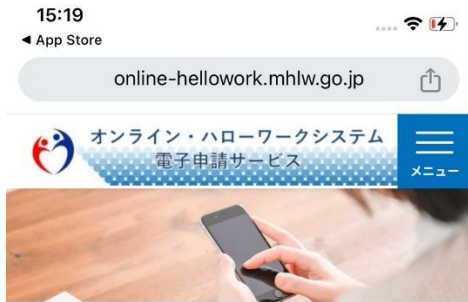 15:19
◀ App Store
online-hellowork.mhlw.go.jp
オンライン・ハローワークシステム
電子申請サービス
メニュー